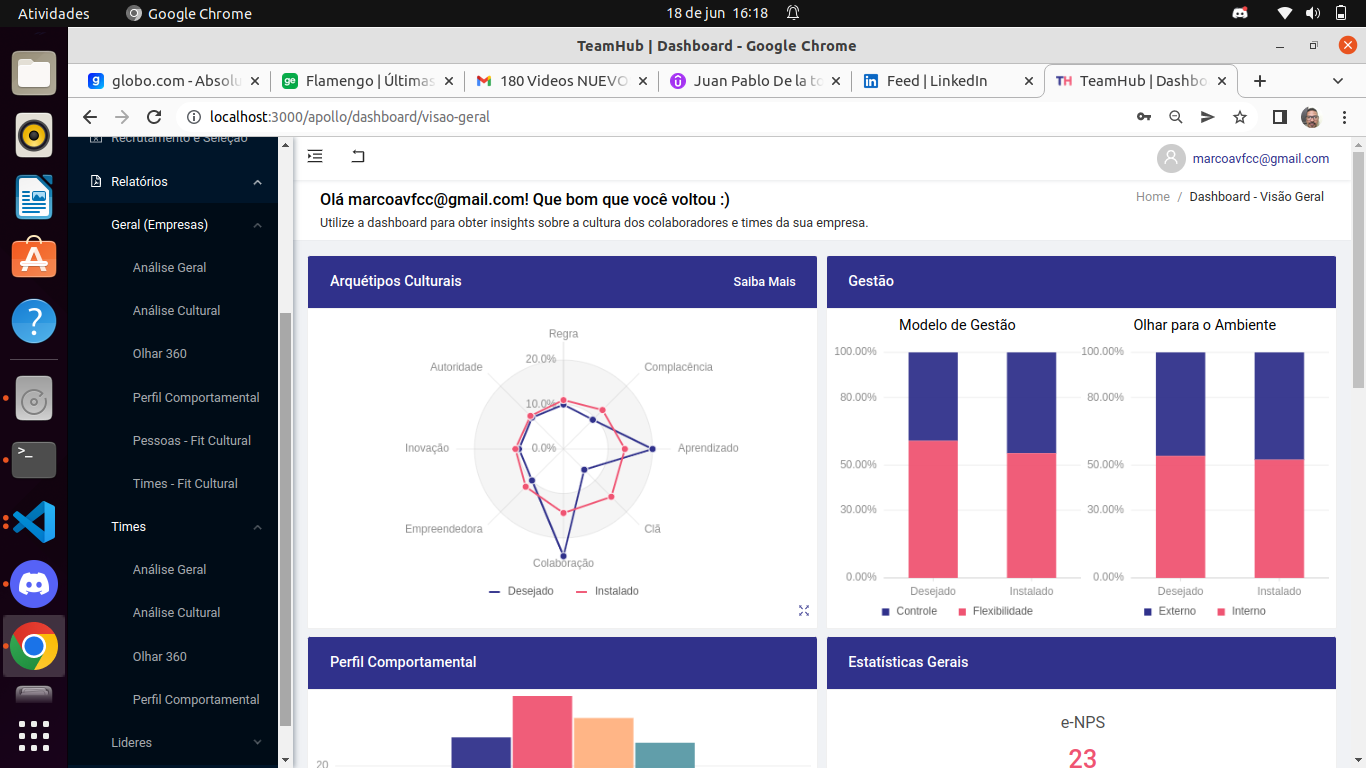 Atividades
Google Chrome
18 de jun 16:18
TeamHub | Dashboard - Google Chrome
globo.com - Absolu
Flamengo | Últimas
180 Videos NUEVO
Juan Pablo De la to
Feed | LinkedIn
TeamHub | Dashbo
localhost:3000/apollo/dashboard/visao-geral
Recrutamento e Seleção
Relatórios
Geral (Empresas)
Análise Geral
Análise Cultural
Olhar 360
Perfil Comportamental
Pessoas - Fit Cultural
Times - Fit Cultural
Times
Análise Geral
Análise Cultural
Olhar 360
Perfil Comportamental
Lideres
marcoavfcc@gmail.com
Olá marcoavfcc@gmail.com! Que bom que você voltou :)
Home / Dashboard - Visão Geral
Utilize a dashboard para obter insights sobre a cultura dos colaboradores e times da sua empresa.
Arquétipos Culturais
Saiba Mais
Regra
20.0%
Autoridade
Complacência
10.0%
Inovação
0.0%
Aprendizado
Empreendedora
Clã
Colaboração
Desejado
Instalado
Gestão
Modelo de Gestão
100.00%
80.00%
50.00%
30.00%
0.00%
Desejado
Instalado
Controle
Flexibilidade
Olhar para o Ambiente
100.00%
80.00%
50.00%
30.00%
0.00%
Desejado
Instalado
Externo
Interno
Perfil Comportamental
20
Estatísticas Gerais
e-NPS
23